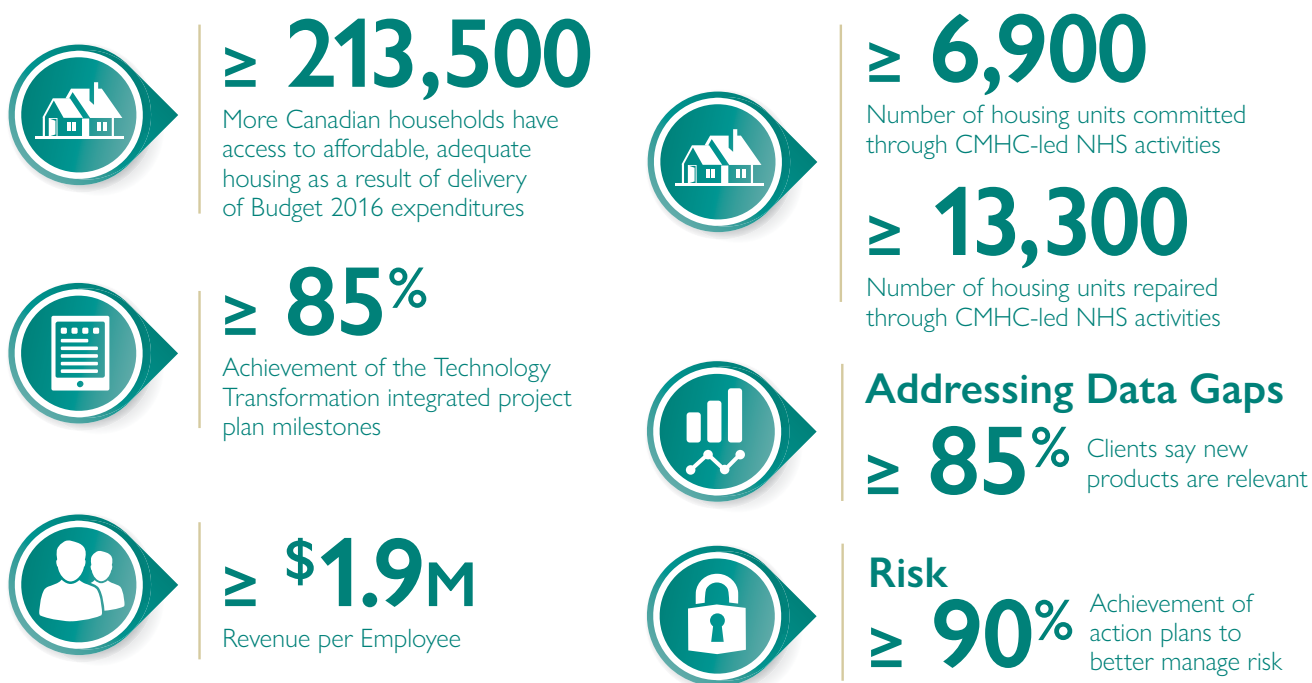 ≥ 213,500
More Canadian households have
access to affordable, adequate
housing as a result of delivery
of Budget 2016 expenditures
≥ 85%
Achievement of the Technology
Transformation integrated project
plan milestones
≥ $1.9M
Revenue per Employee
≥ 6,900
Number of housing units committed
through CMHC-led NHS activities
≥ 13,300
Number of housing units repaired
through CMHC-led NHS activities
Addressing Data Gaps
≥ 85%
Clients say new
products are relevant
Risk
≥ 90%
Achievement of
action plans to
better manage risk